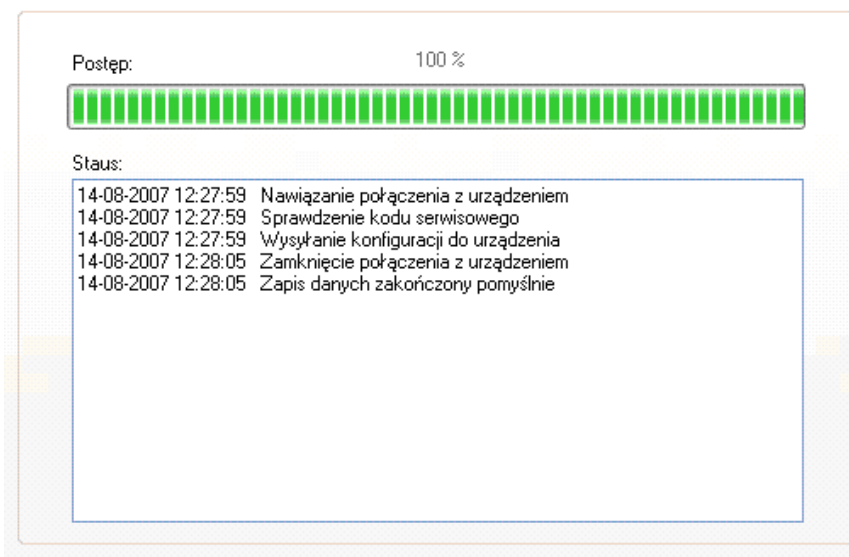 Postęp:
100 %
Staus:
14-08-2007 12:27:59 Nawiązanie połączenia z urządzeniem
14-08-2007 12:27:59 Sprawdzenie kodu serwisowego
14-08-2007 12:27:59 Wysyłanie konfiguracji do urządzenia
14-08-2007 12:28:05 Zamknięcie połączenia z urządzeniem
14-08-2007 12:28:05 Zapis danych zakończony pomyślnie